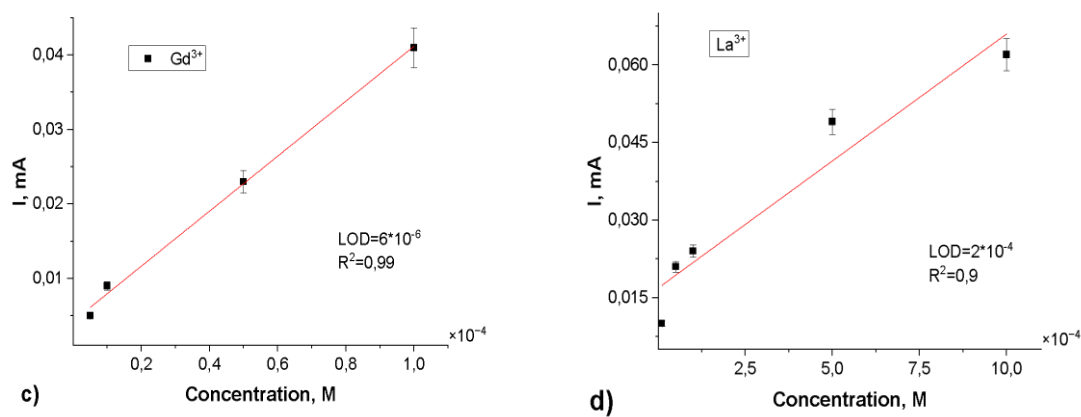 0,04
0,03
0,02
0,01
I, mA
Gd³⁺
LOD=6*10⁻⁶
R²=0,99
0,2 0,4 0,6 0,8 1,0
×10⁻⁴
Concentration, M
c)
0,060
0,045
0,030
0,015
I, mA
La³⁺
LOD=2*10⁻⁴
R²=0,9
2,5 5,0 7,5 10,0
×10⁻⁴
Concentration, M
d)